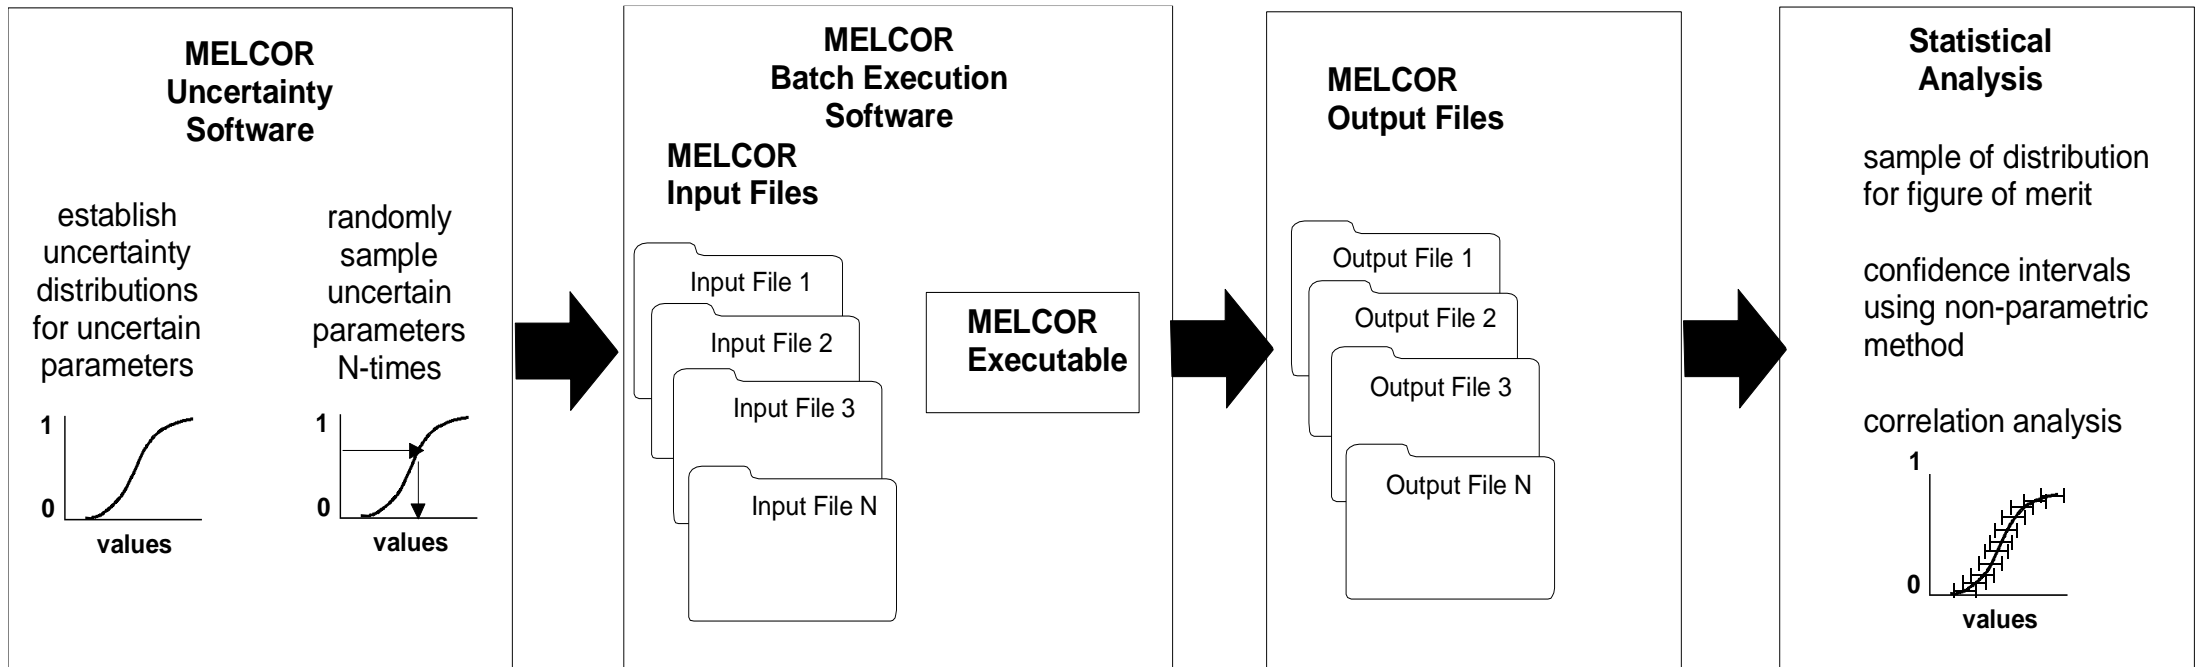 MELCOR
Uncertainty
Software
establish
uncertainty
distributions
for uncertain
parameters
1
0
values
randomly
sample
uncertain
parameters
N-times
1
0
values
MELCOR
Batch Execution
Software
MELCOR
Input Files
Input File 1
Input File 2
Input File 3
Input File N
MELCOR
Executable
MELCOR
Output Files
Output File 1
Output File 2
Output File 3
Output File N
Statistical
Analysis
sample of distribution
for figure of merit
confidence intervals
using non-parametric
method
correlation analysis
1
0
values